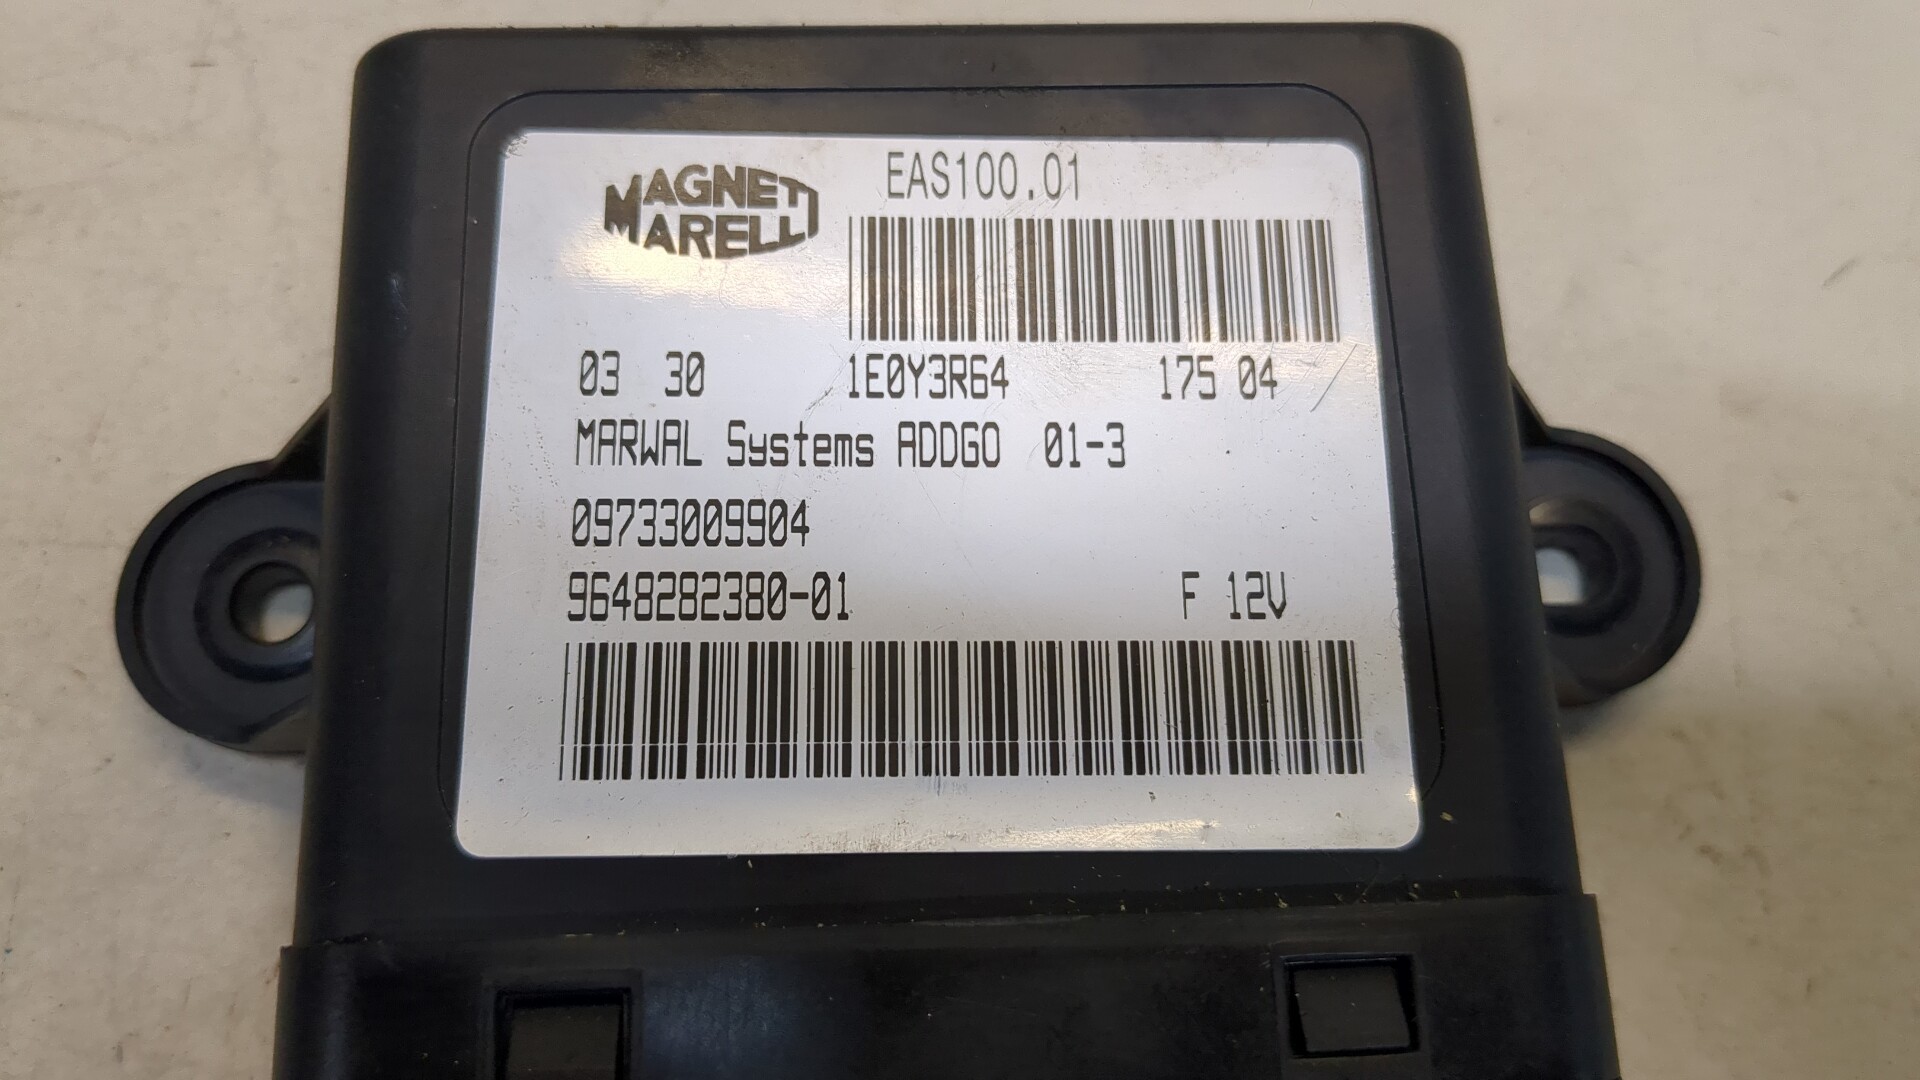 MAGNETI
MARELLI
EAS100.01
03 30 1E0Y3R64 175 04
MARWAL Systems ADDGO 01-3
09733009904
9648282380-01 F 12V